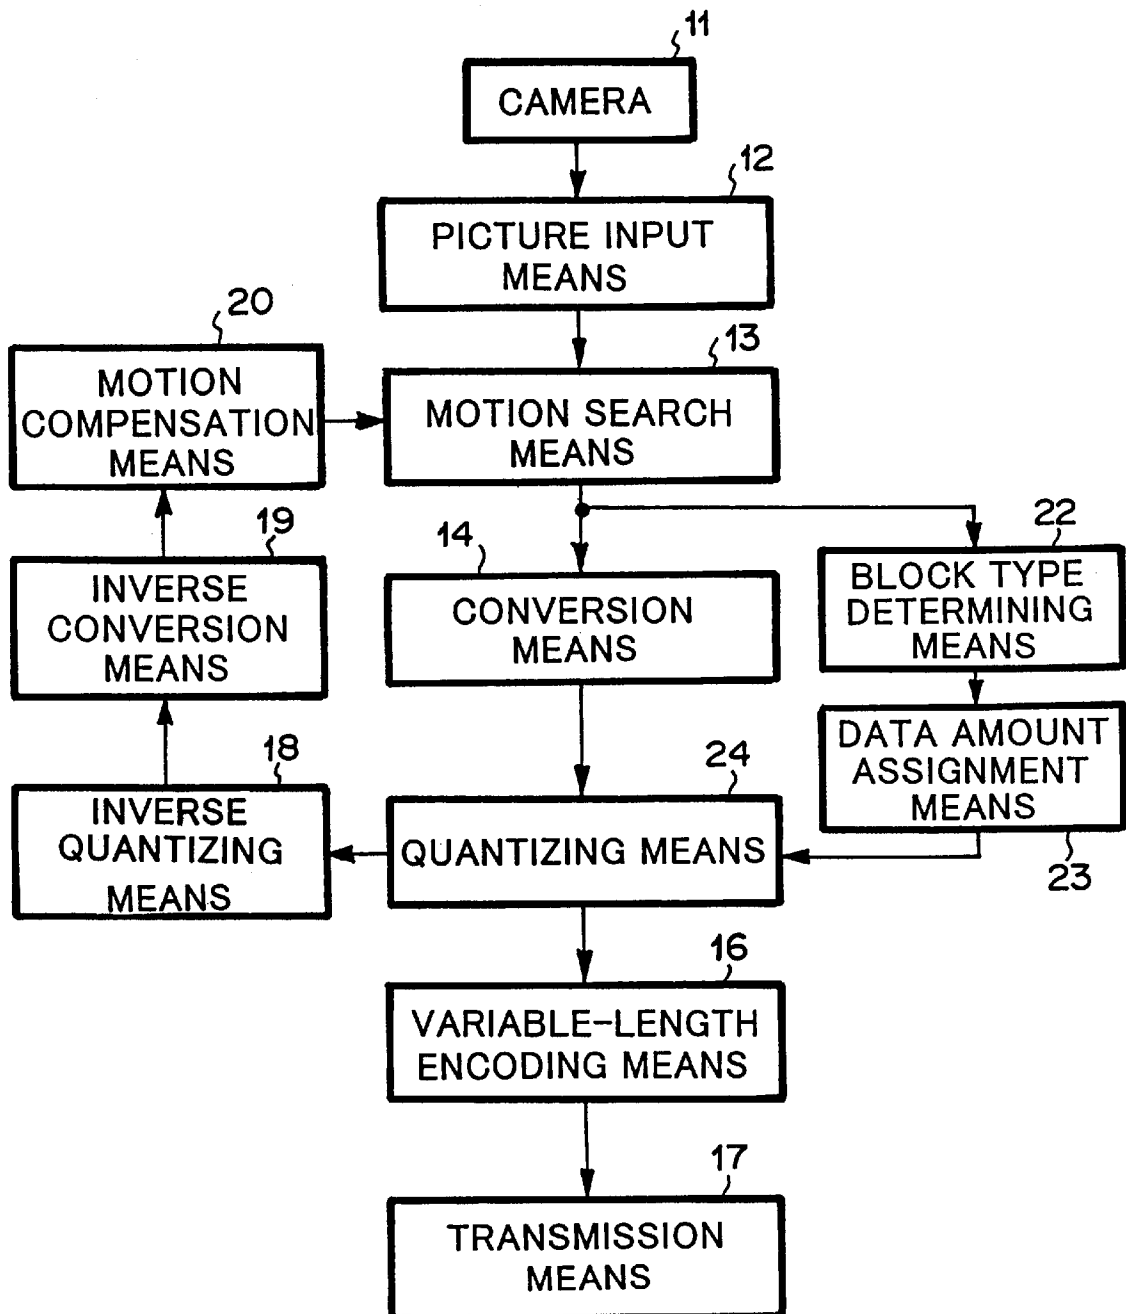 11
CAMERA
12
PICTURE INPUT
MEANS
20
MOTION
COMPENSATION
MEANS
13
MOTION SEARCH
MEANS
19
INVERSE
CONVERSION
MEANS
14
CONVERSION
MEANS
22
BLOCK TYPE
DETERMINING
MEANS
18
INVERSE
QUANTIZING
MEANS
24
QUANTIZING MEANS
DATA AMOUNT
ASSIGNMENT
MEANS
23
16
VARIABLE-LENGTH
ENCODING MEANS
17
TRANSMISSION
MEANS